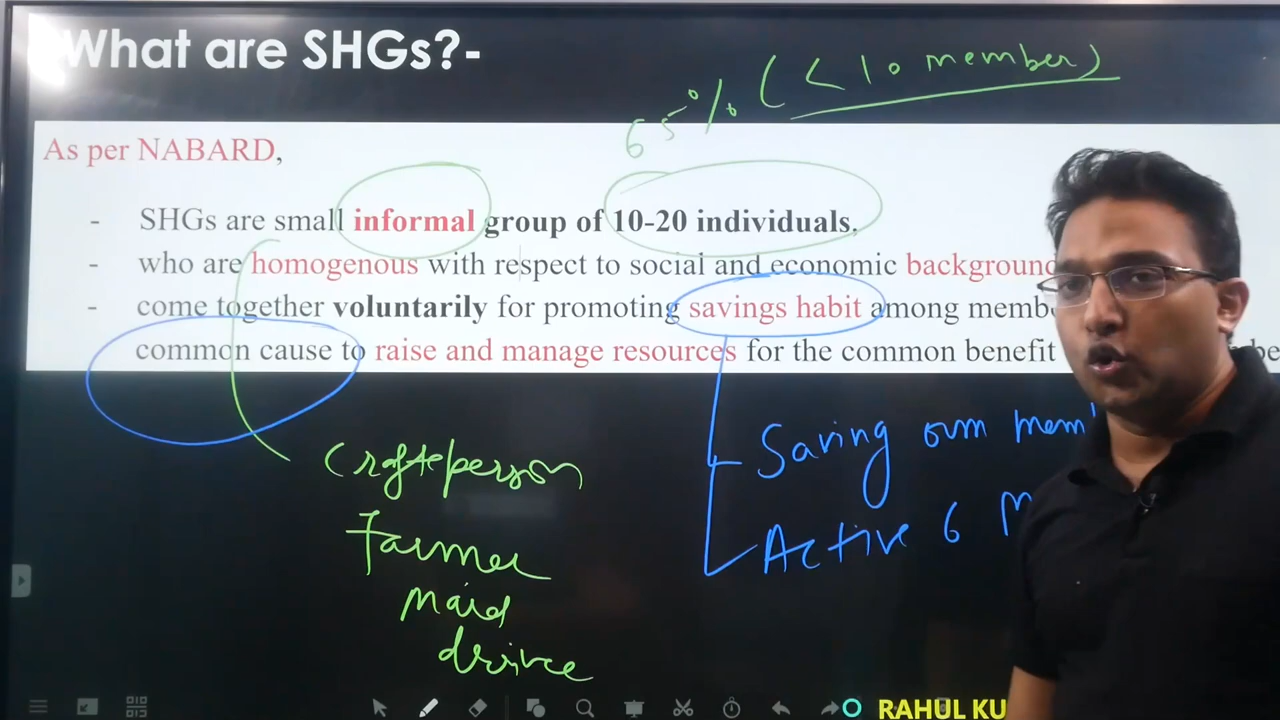 What are SHGs?-
65% (< 10 member)
As per NABARD,
- SHGs are small informal group of 10-20 individuals.
- who are homogenous with respect to social and economic background
- come together voluntarily for promoting savings habit among memb
common cause to raise and manage resources for the common benefit be
Saving own mem
Active 6 M
Craftsperson
Farmer
Maid
RAHUL KU